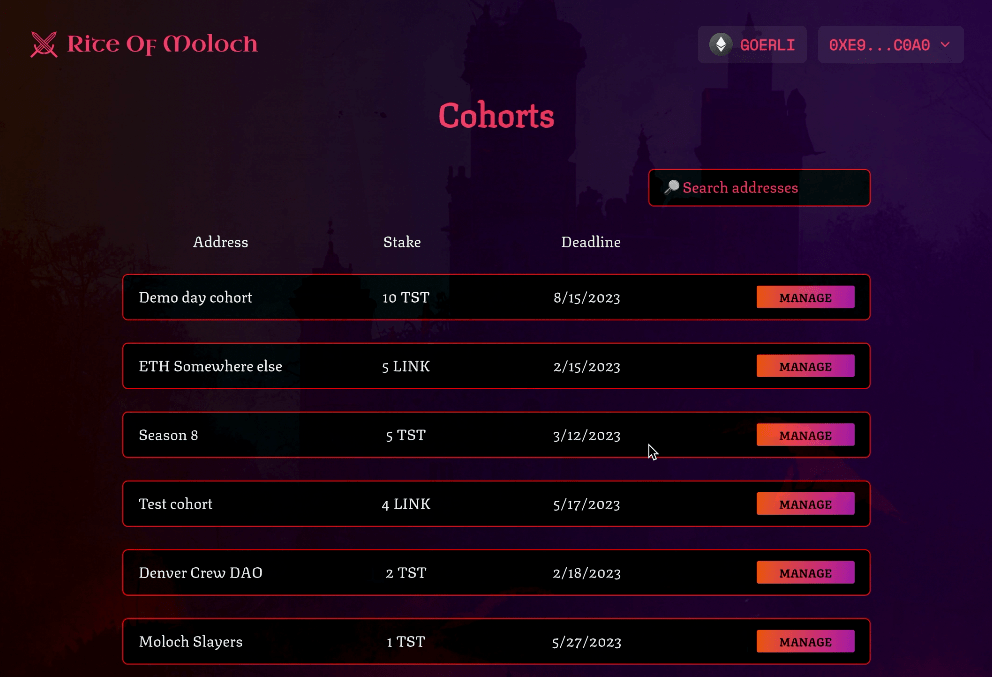 Rite Of Moloch
GOERLI
0XE9...C0A0
Cohorts
Search addresses
Address Stake Deadline
Demo day cohort 10 TST 8/15/2023 MANAGE
ETH Somewhere else 5 LINK 2/15/2023 MANAGE
Season 8 5 TST 3/12/2023 MANAGE
Test cohort 4 LINK 5/17/2023 MANAGE
Denver Crew DAO 2 TST 2/18/2023 MANAGE
Moloch Slayers 1 TST 5/27/2023 MANAGE